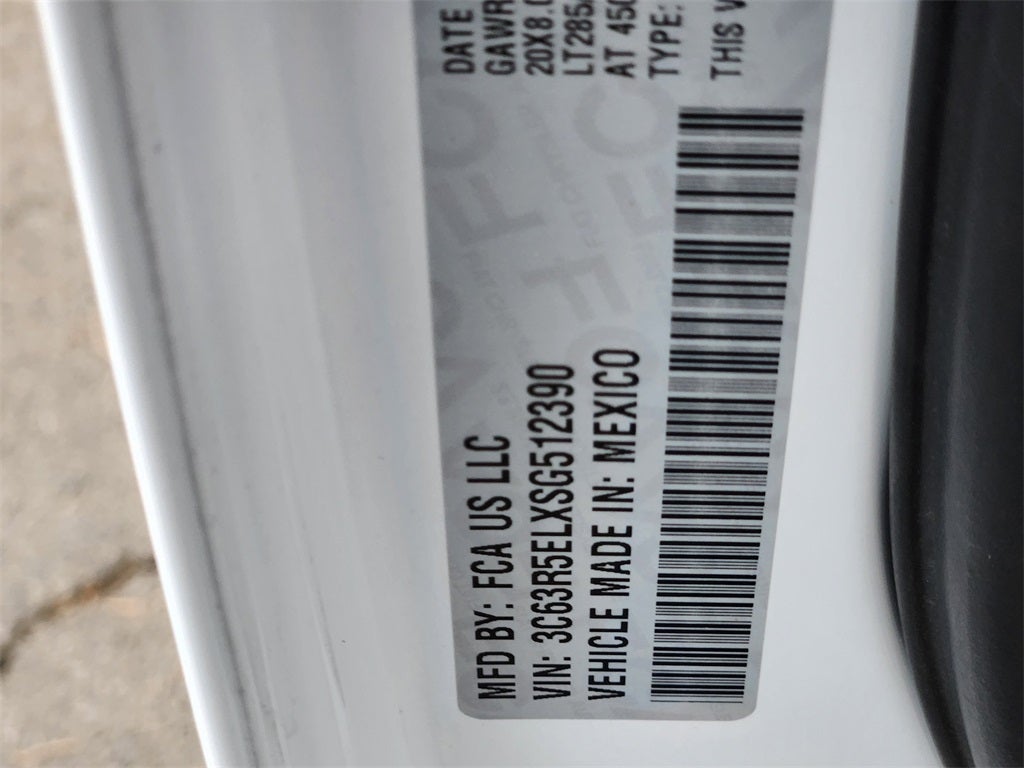 MFD BY: FCA US LLC
VIN: 3C63R5ELXSG512390
VEHICLE MADE IN: MEXICO
DATE
GAWR
20X8.0
LT285
AT 450
TYPE:
THIS V